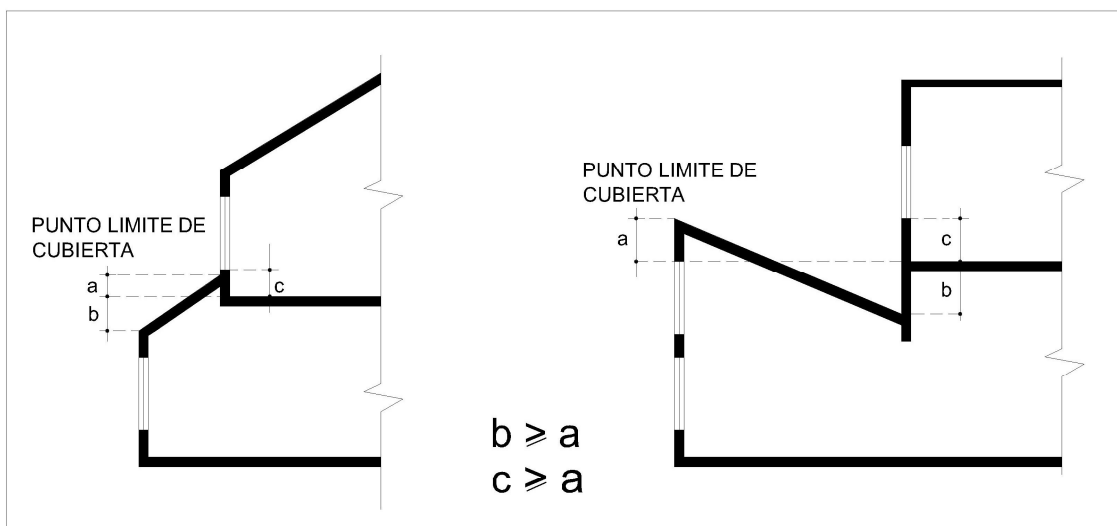 PUNTO LIMITE DE
CUBIERTA
a
b
c
PUNTO LIMITE DE
CUBIERTA
a
c
b
b ⩾ a
c ⩾ a